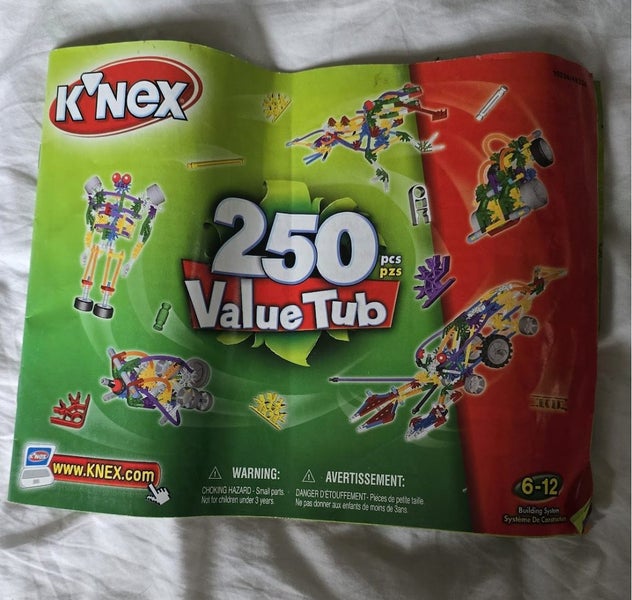 K'NEX
250
pcs
pzs
Value Tub
www.KNEX.com
WARNING:
CHOKING HAZARD - Small parts.
Not for children under 3 years.
AVERTISSEMENT:
DANGER D'ÉTOUFFEMENT - Pièces de petite taille.
Ne pas donner aux enfants de moins de 3ans.
6-12
Building System
Système De Construction